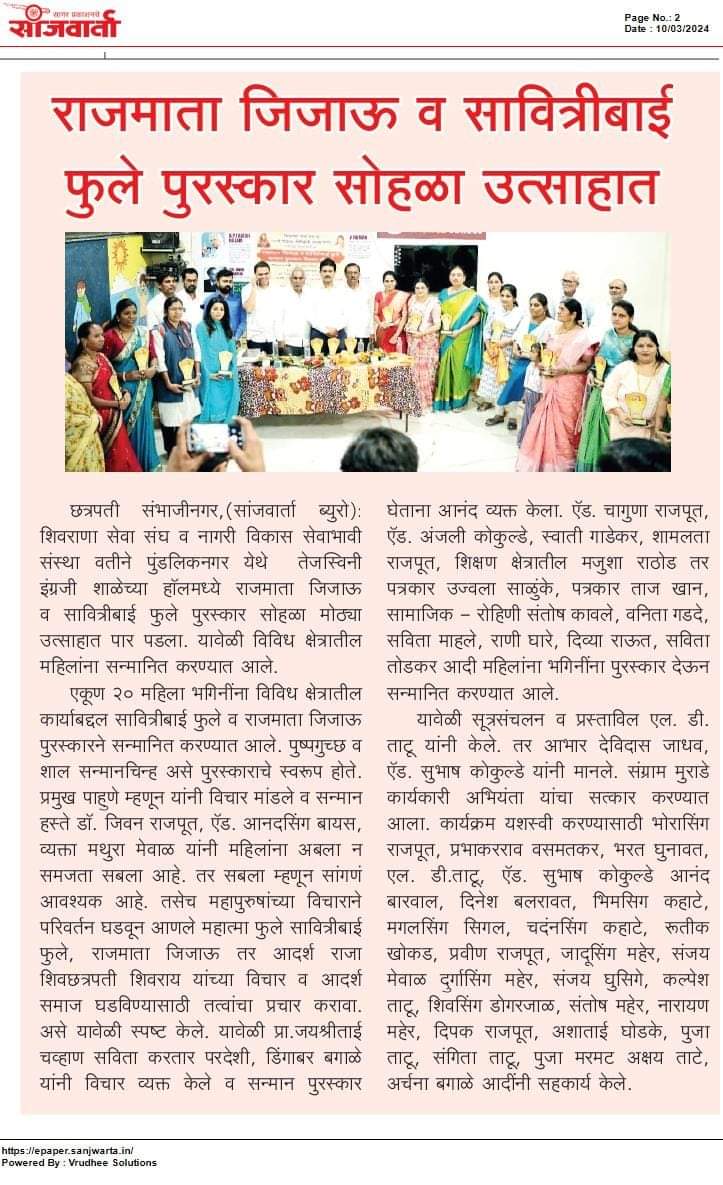 सागर प्रकाशनचे
सांजवार्ता
Page No.: 2
Date : 10/03/2024
राजमाता जिजाऊ व सावित्रीबाई
फुले पुरस्कार सोहळा उत्साहात
छत्रपती संभाजीनगर,(सांजवार्ता ब्युरो):
शिवराणा सेवा संघ व नागरी विकास सेवाभावी
संस्था वतीने पुंडलिकनगर येथे तेजस्विनी
इंग्रजी शाळेच्या हॉलमध्ये राजमाता जिजाऊ
व सावित्रीबाई फुले पुरस्कार सोहळा मोठ्या
उत्साहात पार पडला. यावेळी विविध क्षेत्रातील
महिलांना सन्मानित करण्यात आले.
एकूण २० महिला भगिनींना विविध क्षेत्रातील
कार्याबद्दल सावित्रीबाई फुले व राजमाता जिजाऊ
पुरस्कारने सन्मानित करण्यात आले. पुष्पगुच्छ व
शाल सन्मानचिन्ह असे पुरस्काराचे स्वरूप होते.
प्रमुख पाहुणे म्हणून यांनी विचार मांडले व सन्मान
हस्ते डॉ. जिवन राजपूत, ऍड. आनदसिंग बायस,
व्यक्ता मथुरा मेवाळ यांनी महिलांना अबला न
समजता सबला आहे. तर सबला म्हणून सांगणं
आवश्यक आहे. तसेच महापुरुषांच्या विचाराने
परिवर्तन घडवून आणले महात्मा फुले सावित्रीबाई
फुले, राजमाता जिजाऊ तर आदर्श राजा
शिवछत्रपती शिवराय यांच्या विचार व आदर्श
समाज घडविण्यासाठी तत्वांचा प्रचार करावा.
असे यावेळी स्पष्ट केले. यावेळी प्रा.जयश्रीताई
चव्हाण सविता करतार परदेशी, डिंगाबर बगाळे
यांनी विचार व्यक्त केले व सन्मान पुरस्कार
घेताना आनंद व्यक्त केला. ऍड. चागुणा राजपूत,
ऍड. अंजली कोकुल्डे, स्वाती गाडेकर, शामलता
राजपूत, शिक्षण क्षेत्रातील मजुशा राठोड तर
पत्रकार उज्वला साळुंके, पत्रकार ताज खान,
सामाजिक – रोहिणी संतोष कावले, वनिता गडदे,
सविता माहले, राणी घारे, दिव्या राऊत, सविता
तोडकर आदी महिलांना भगिनींना पुरस्कार देऊन
सन्मानित करण्यात आले.
यावेळी सूत्रसंचलन व प्रस्ताविल एल. डी.
ताटू यांनी केले. तर आभार देविदास जाधव,
ऍड. सुभाष कोकुल्डे यांनी मानले. संग्राम मुराडे
कार्यकारी अभियंता यांचा सत्कार करण्यात
आला. कार्यक्रम यशस्वी करण्यासाठी भोरासिंग
राजपूत, प्रभाकरराव वसमतकर, भरत घुनावत,
एल. डी.ताटू, ऍड. सुभाष कोकुल्डे आनंद
बारवाल, दिनेश बलरावत, भिमसिग कहाटे,
मगलसिंग सिगल, चदंनसिंग कहाटे, रूतीक
खोकड, प्रवीण राजपूत, जादूसिंग महेर, संजय
मेवाळ दुर्गासिंग महेर, संजय घुसिगे, कल्पेश
ताटू, शिवसिंग डोगरजाळ, संतोष महेर, नारायण
महेर, दिपक राजपूत, अशाताई घोडके, पुजा
ताटू, संगिता ताटू, पुजा मरमट अक्षय ताटे,
अर्चना बगाळे आदींनी सहकार्य केले.
https://epaper.sanjwarta.in/
Powered By : Vrudhee Solutions